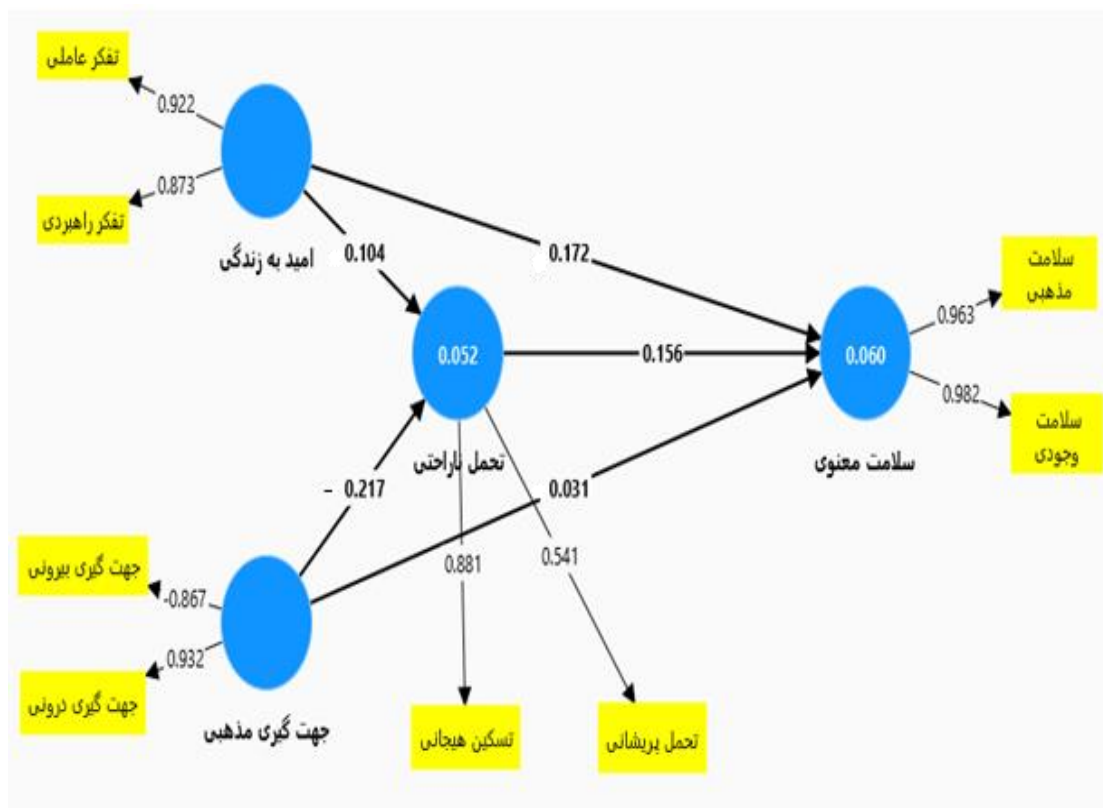 تفکر عاملی
0.922
0.873
تفکر راهبردی
امید به زندگی
0.104
0.172
سلامت
مذهبی
0.963
0.052
0.156
0.060
0.982
سلامت
وجودی
تحمل ناراحتی
سلامت معنوی
- 0.217
0.031
جهت گیری بیرونی
-0.867
0.881
0.541
0.932
جهت گیری درونی
جهت گیری مذهبی
تسکین هیجانی
تحمل پریشانی